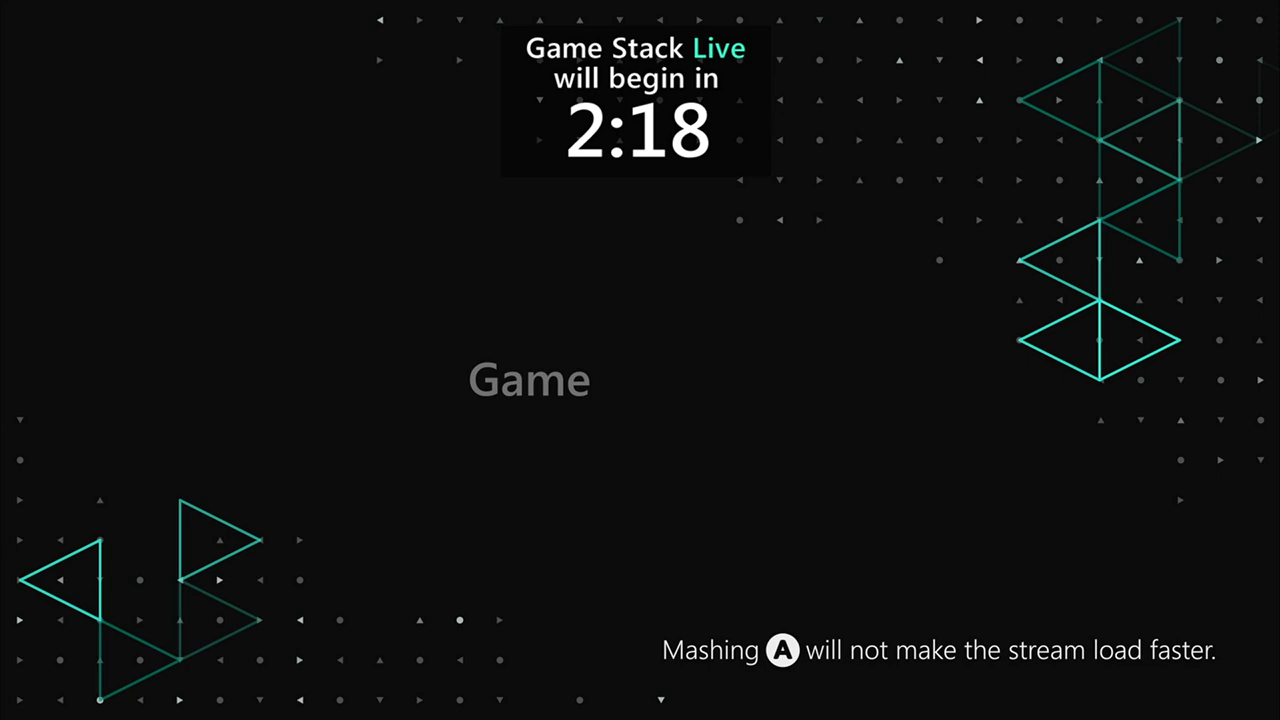 Game Stack Live
will begin in
2:18
Game
Mashing A will not make the stream load faster.